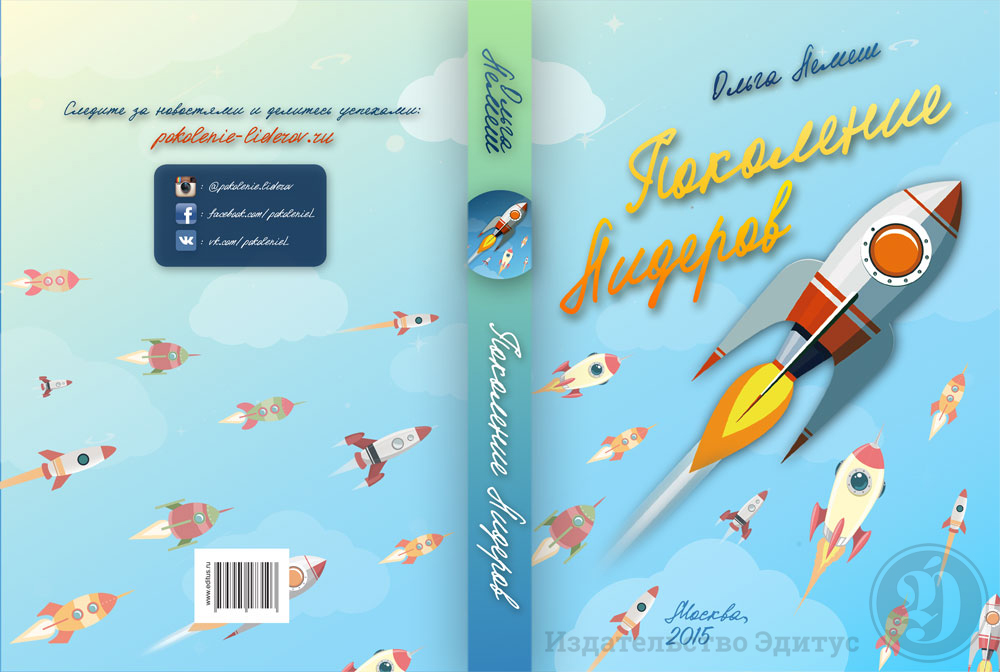 Следите за новостями и делитесь успехами:
pokolenie-liderov.ru
: @pokolenie.liderov
: facebook.com/pokolenieL
: vk.com/pokolenieL
www.editus.ru
Ольга
Немеш
Поколение Лидеров
Ольга Немеш
Поколение
Лидеров
Москва,
2015
Издательство Эдитус